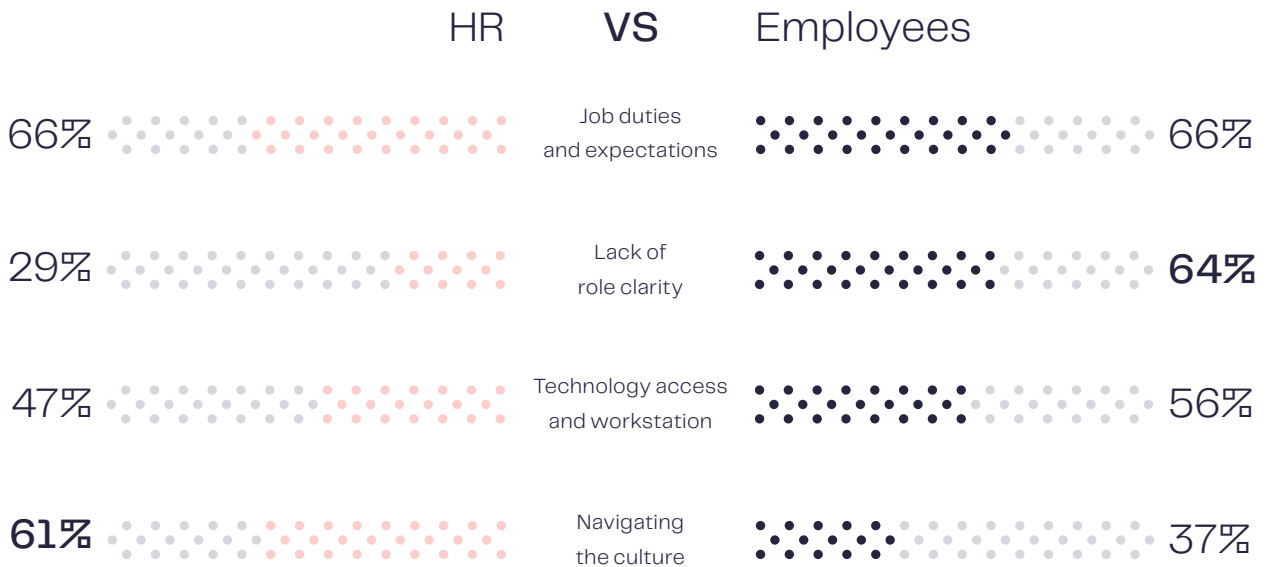 HR VS Employees
66% Job duties and expectations 66%
29% Lack of role clarity 64%
47% Technology access and workstation 56%
61% Navigating the culture 37%